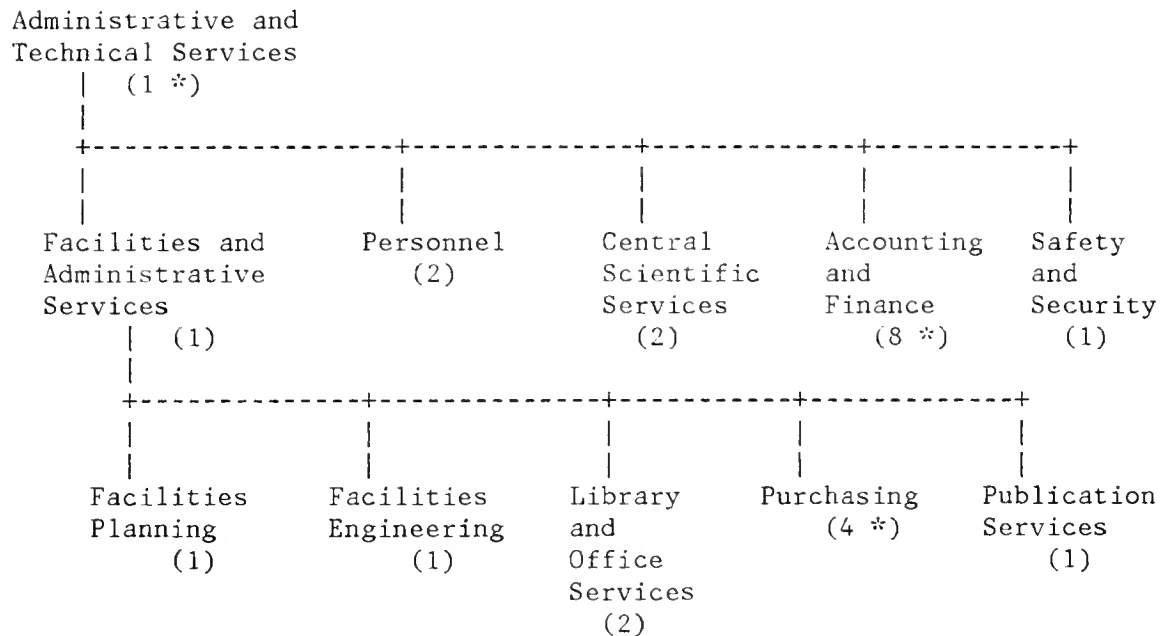 Administrative and
Technical Services
(1 *)
Facilities and
Administrative
Services
(1)
Personnel
(2)
Central
Scientific
Services
(2)
Accounting
and
Finance
(8 *)
Safety
and
Security
(1)
Facilities
Planning
(1)
Facilities
Engineering
(1)
Library
and
Office
Services
(2)
Purchasing
(4 *)
Publication
Services
(1)